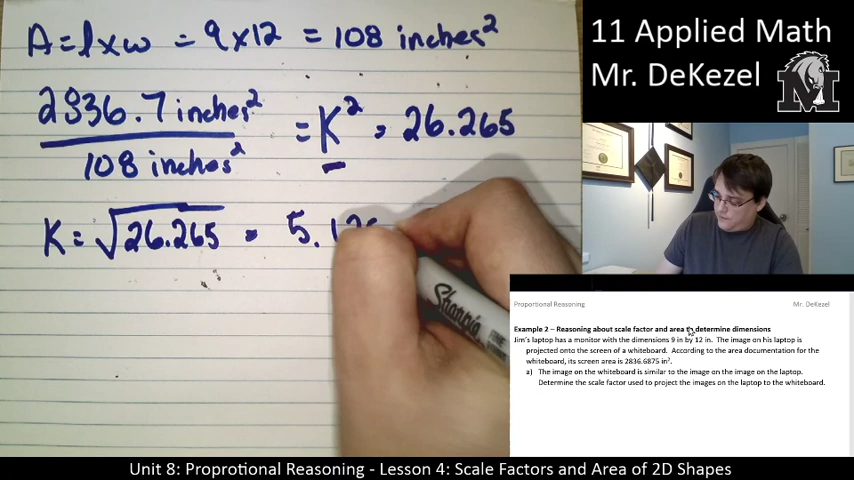 A = l x w = 9 x 12 = 108 inches²
2836.7 inches²
108 inches²
= K² = 26.265
K = √26.265 = 5.12
11 Applied Math
Mr. DeKezel
M
Sharpie
Proportional Reasoning
Mr. DeKezel
Example 2 – Reasoning about scale factor and area to determine dimensions
Jim's laptop has a monitor with the dimensions 9 in by 12 in. The image on his laptop is
projected onto the screen of a whiteboard. According to the area documentation for the
whiteboard, its screen area is 2836.6875 in².
a) The image on the whiteboard is similar to the image on the image on the laptop.
Determine the scale factor used to project the images on the laptop to the whiteboard.
Unit 8: Proprotional Reasoning - Lesson 4: Scale Factors and Area of 2D Shapes